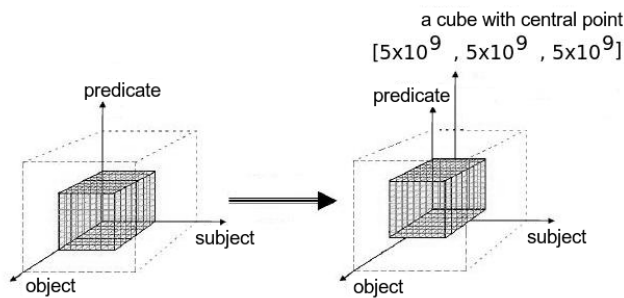 a cube with central point
[5x10⁹ , 5x10⁹ , 5x10⁹]
predicate
predicate
subject
subject
object
object